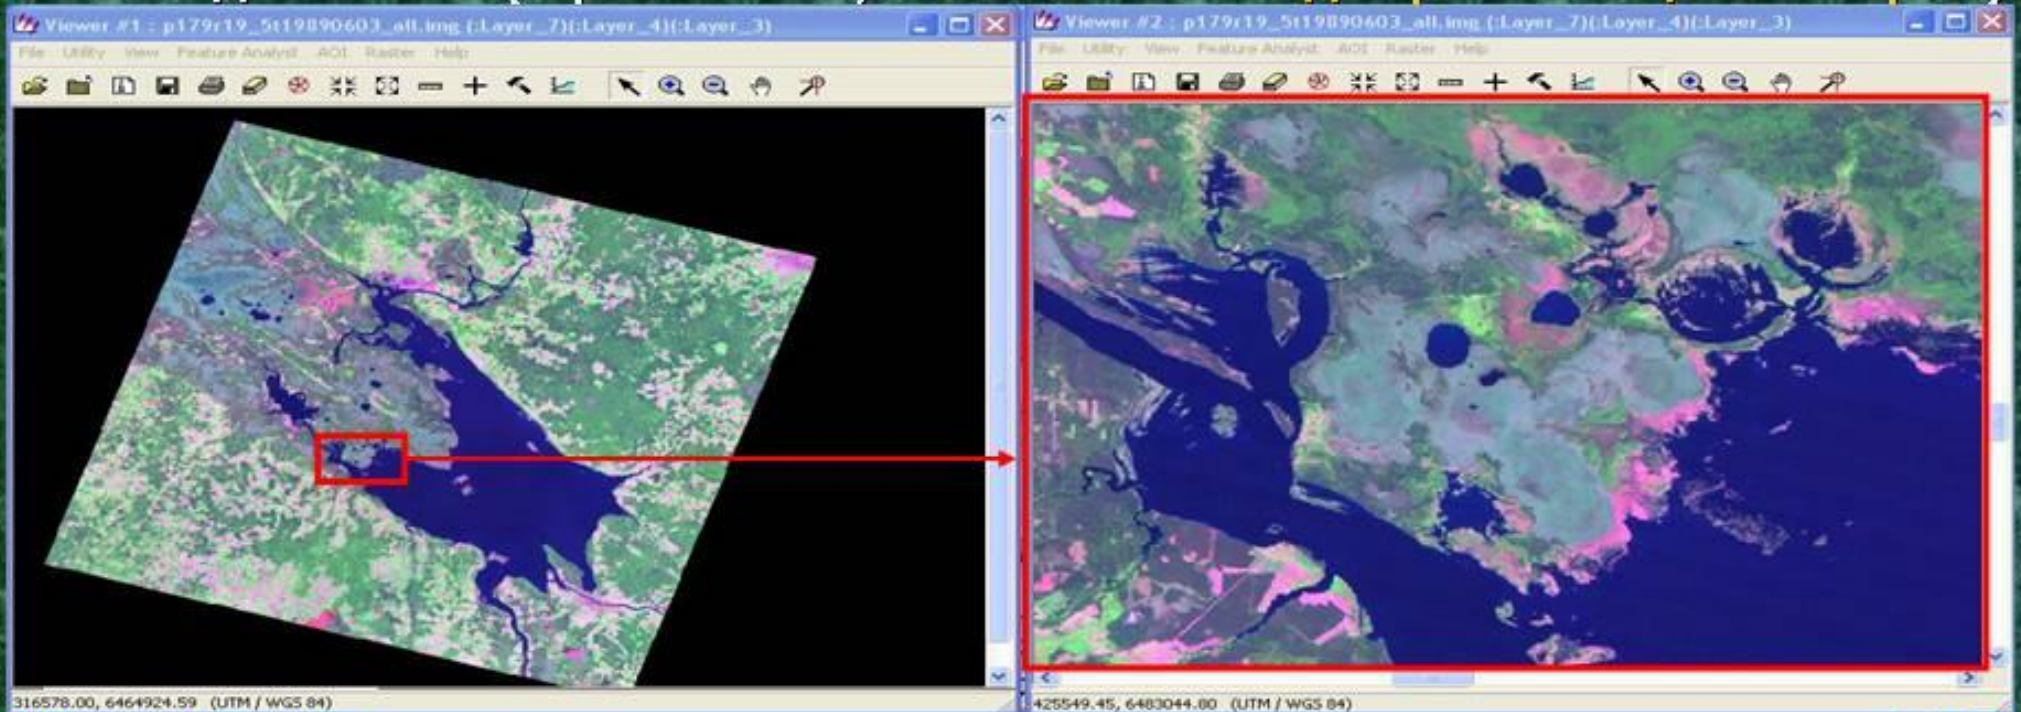 Viewer #1 : p179r19_5t19890603_all.img (:Layer_7)(:Layer_4)(:Layer_3)
File Utility View Feature Analyst AOI Raster Help
316578.00, 6464924.59 (UTM / WGS 84)
Viewer #2 : p179r19_5t19890603_all.img (:Layer_7)(:Layer_4)(:Layer_3)
File Utility View Feature Analyst AOI Raster Help
425549.45, 6483044.80 (UTM / WGS 84)